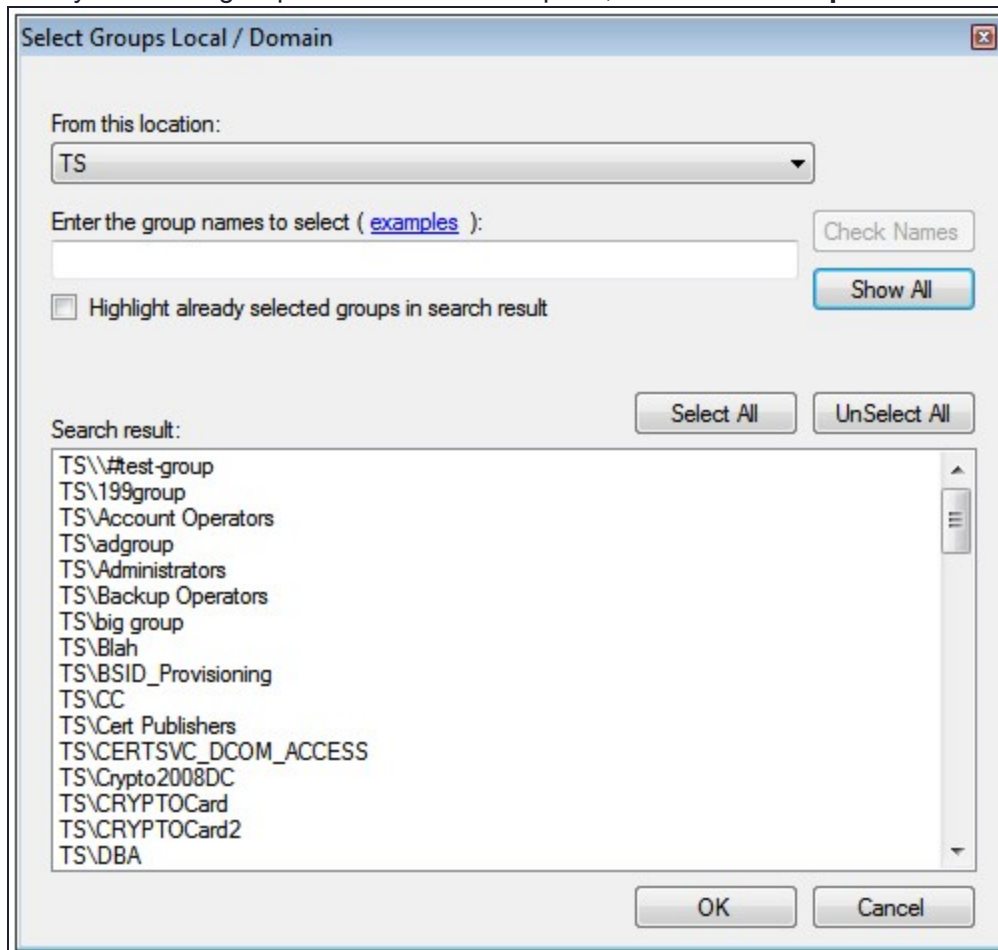 Select Groups Local / Domain
From this location:
TS
Enter the group names to select ( examples ):
Check Names
Show All
Highlight already selected groups in search result
Select All
UnSelect All
Search result:
TS\\#test-group
TS\199group
TS\Account Operators
TS\adgroup
TS\Administrators
TS\Backup Operators
TS\big group
TS\Blah
TS\BSID_Provisioning
TS\CC
TS\Cert Publishers
TS\CERTSVC_DCOM_ACCESS
TS\Crypto2008DC
TS\CRYPTOCard
TS\CRYPTOCard2
TS\DBA
OK
Cancel